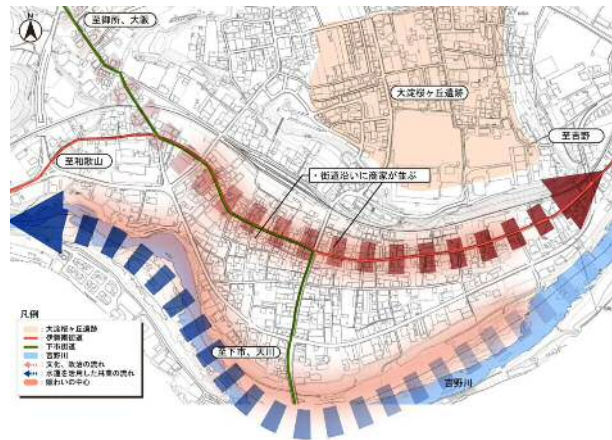 N
至御所、大阪
大淀桜ヶ丘遺跡
至吉野
至和歌山
・街道沿いに商家が並ぶ
至下市、天川
吉野川
凡例
大淀桜ヶ丘遺跡
伊勢南街道
下市街道
吉野川
文化、政治の流れ
水運を活用した産業の流れ
賑わいの中心